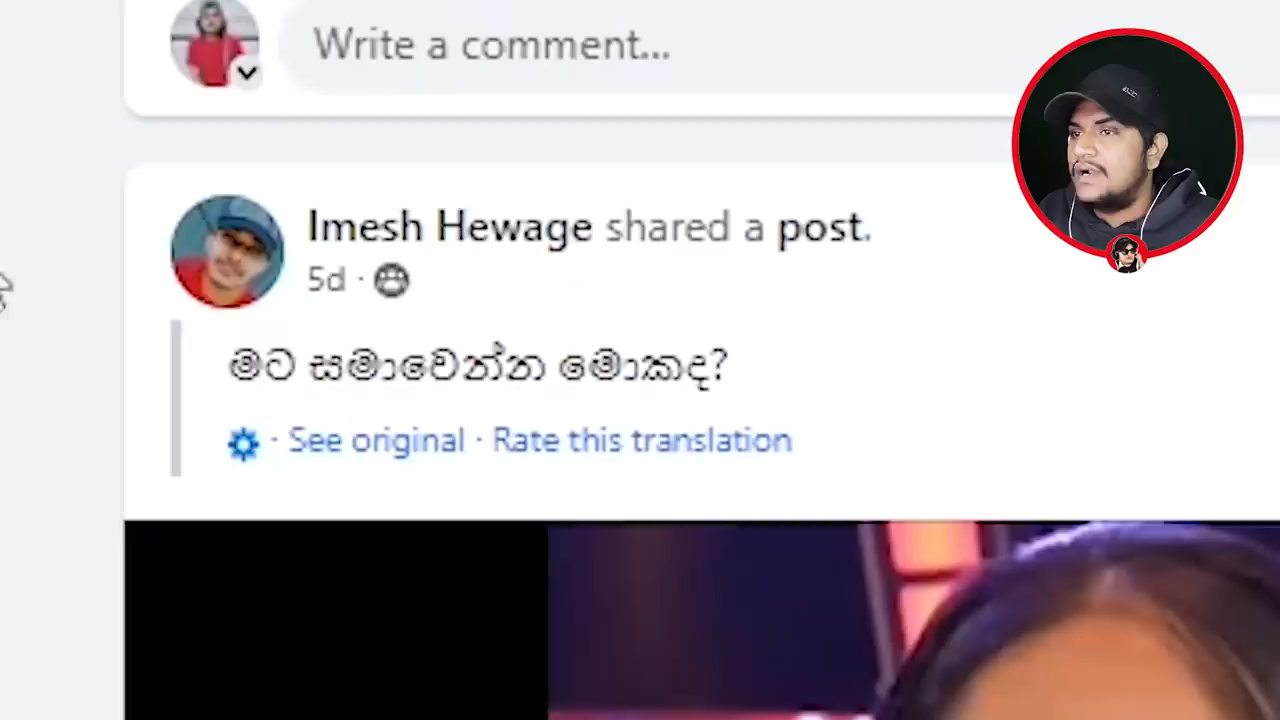 Write a comment...
Imesh Hewage shared a post.
5d ·
මට සමාවෙන්න මොකද?
· See original · Rate this translation